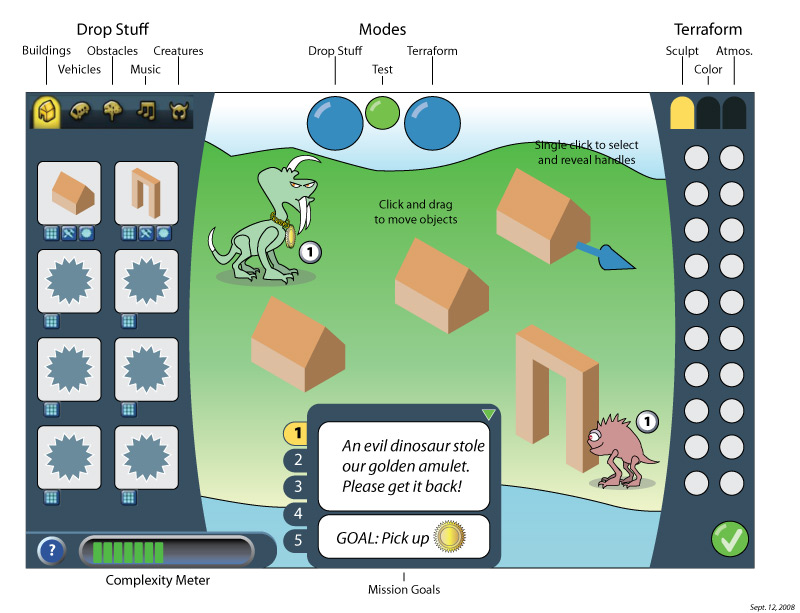 Drop Stuff
Modes
Terraform
Buildings
Obstacles
Creatures
Drop Stuff
Terraform
Sculpt
Atmos.
Vehicles
Music
Test
Color
Single click to select
and reveal handles
Click and drag
to move objects
1
1
1
2
3
4
5
An evil dinosaur stole
our golden amulet.
Please get it back!
GOAL: Pick up
?
Complexity Meter
Mission Goals
Sept. 12, 2008